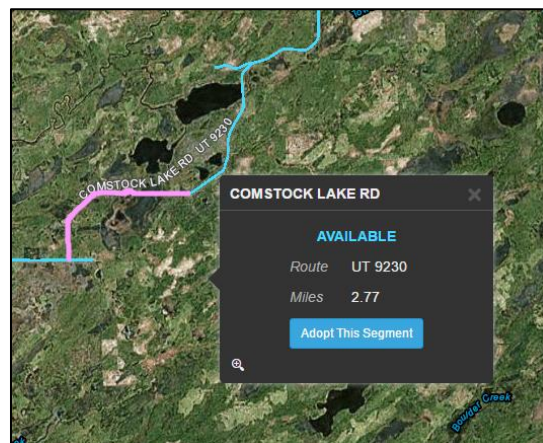 COMSTOCK LAKE RD, UT 9230
COMSTOCK LAKE RD
AVAILABLE
Route UT 9230
Miles 2.77
Adopt This Segment
Boulder Creek